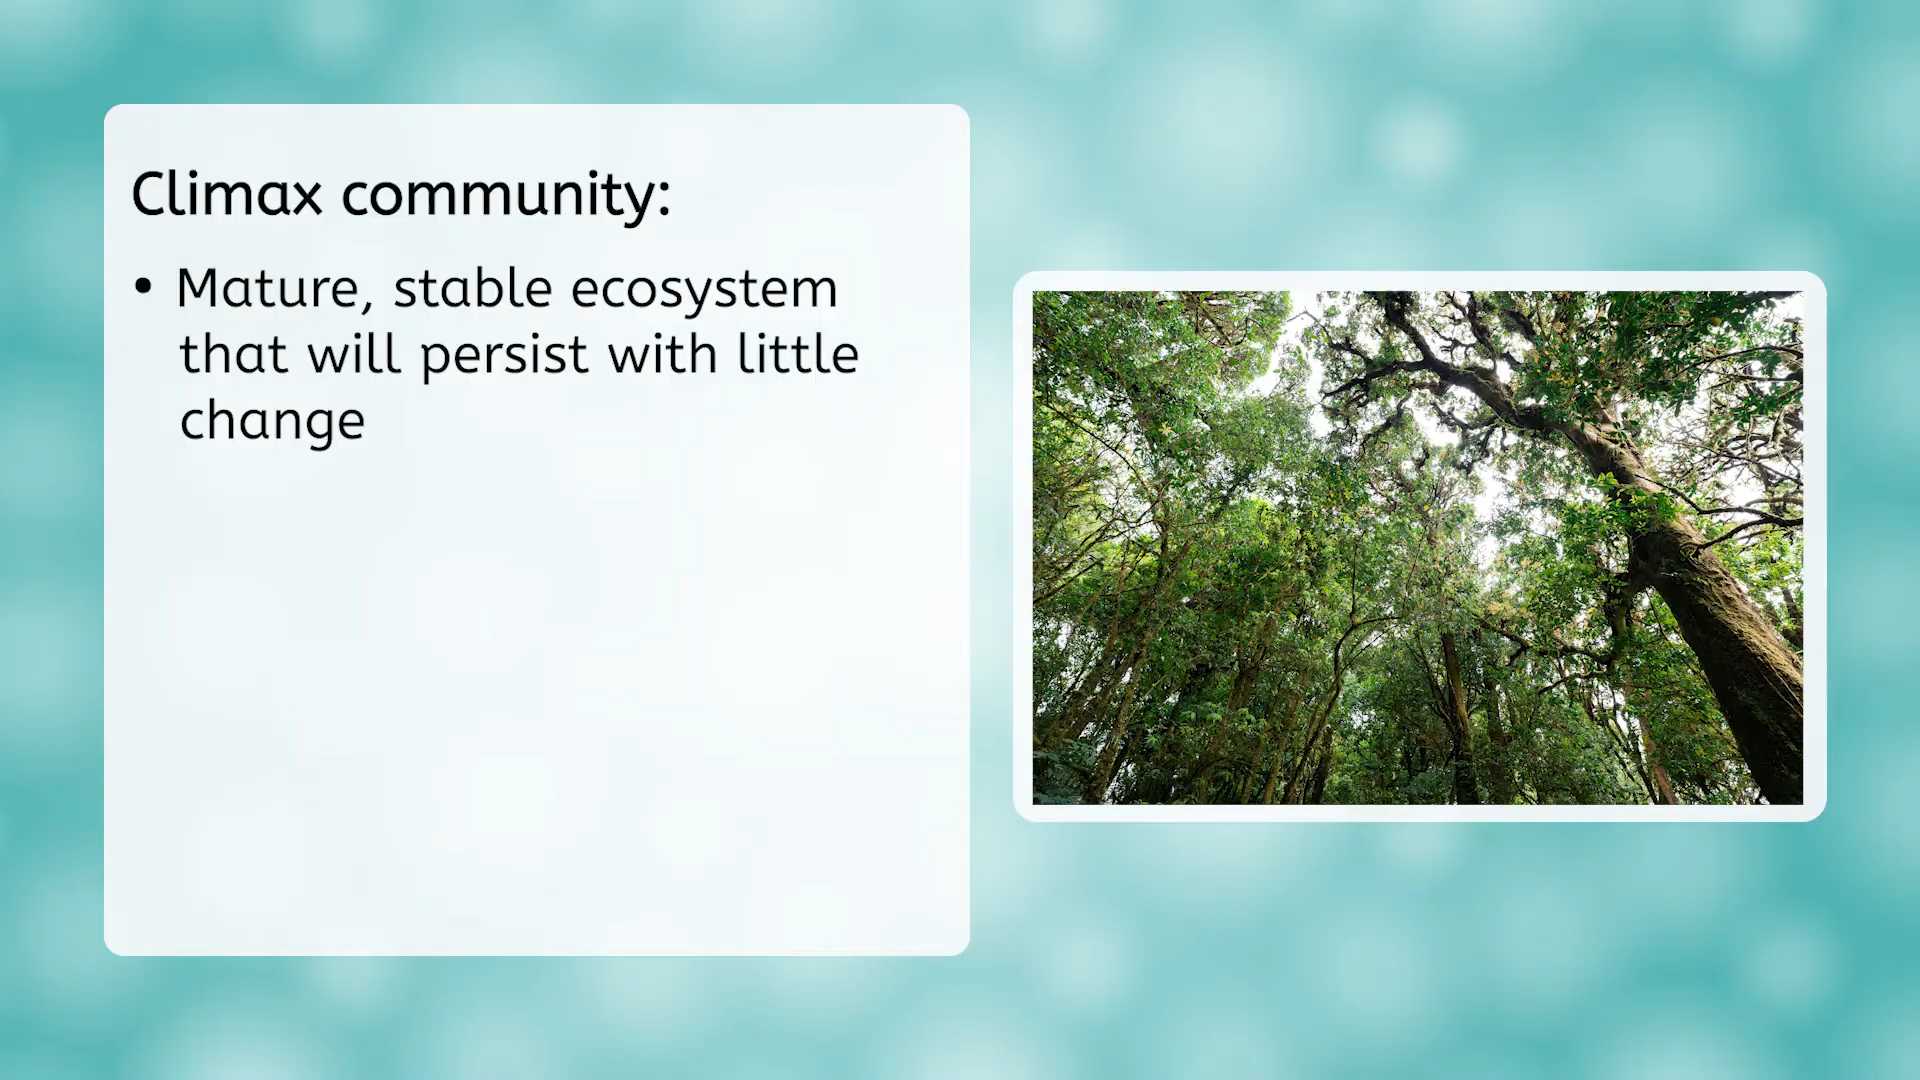 Climax community:
• Mature, stable ecosystem
that will persist with little
change